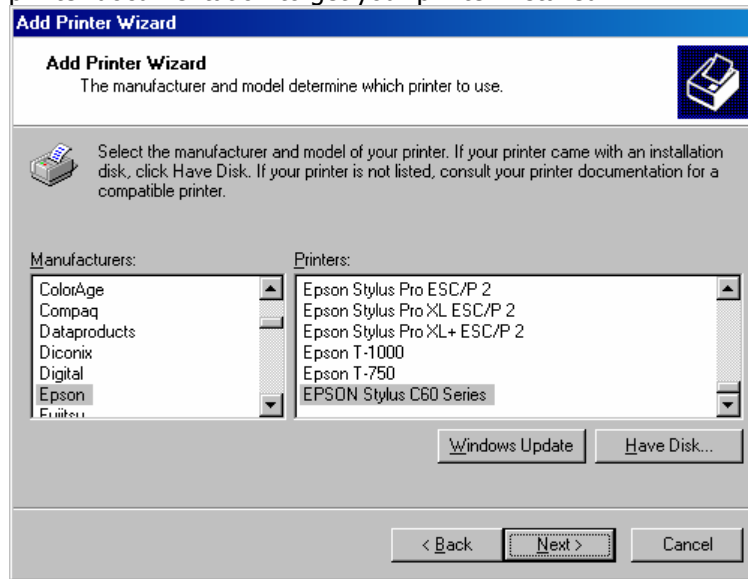 Add Printer Wizard
Add Printer Wizard
The manufacturer and model determine which printer to use.
Select the manufacturer and model of your printer. If your printer came with an installation
disk, click Have Disk. If your printer is not listed, consult your printer documentation for a
compatible printer.
Manufacturers:
ColorAge
Compaq
Dataproducts
Diconix
Digital
Epson
Fujitsu
Printers:
Epson Stylus Pro ESC/P 2
Epson Stylus Pro XL ESC/P 2
Epson Stylus Pro XL+ ESC/P 2
Epson T-1000
Epson T-750
EPSON Stylus C60 Series
Windows Update
Have Disk...
< Back
Next >
Cancel